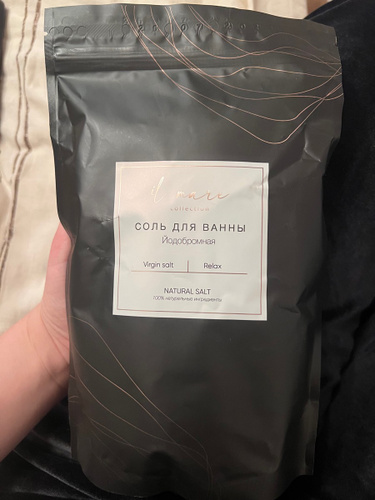 collection
СОЛЬ ДЛЯ ВАННЫ
Йодобромная
Virgin salt
Relax
NATURAL SALT
100% натуральные ингредиенты